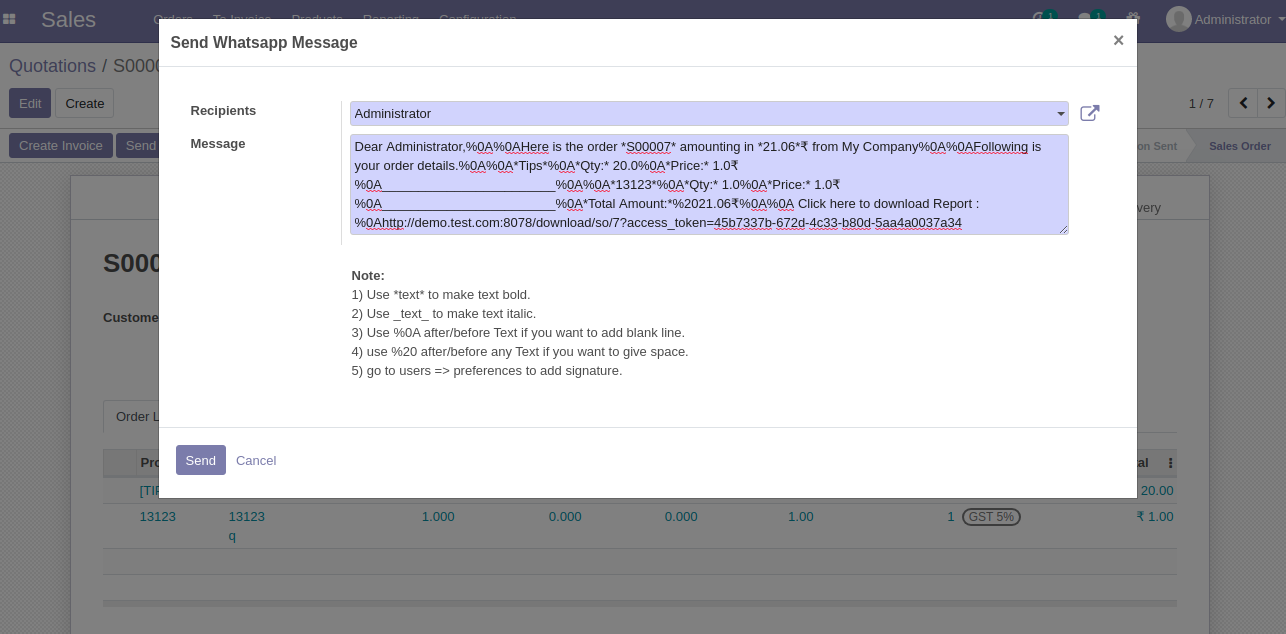 Sales Orders To Invoice Products Reporting Configuration 1 1 Administrator
Quotations / S0000
Edit Create
1 / 7
Create Invoice Send
on Sent Sales Order
Send Whatsapp Message
×
Recipients
Administrator
Message
Dear Administrator,%0A%0AHere is the order *S00007* amounting in *21.06*₹ from My Company%0A%0AFollowing is
your order details.%0A%0A*Tips*%0A*Qty:* 20.0%0A*Price:* 1.0₹
%0A________________________%0A%0A*13123*%0A*Qty:* 1.0%0A*Price:* 1.0₹
%0A________________________%0A*Total Amount:*%2021.06₹%0A%0A Click here to download Report :
%0Ahttp://demo.test.com:8078/download/so/7?access_token=45b7337b-672d-4c33-b80d-5aa4a0037a34
Note:
1) Use *text* to make text bold.
2) Use _text_ to make text italic.
3) Use %0A after/before Text if you want to add blank line.
4) use %20 after/before any Text if you want to give space.
5) go to users => preferences to add signature.
Send Cancel
very
S000
Custome
Order L
Pro al
[TIP 20.00
13123 13123 1.000 0.000 0.000 1.00 1 GST 5% ₹ 1.00
q